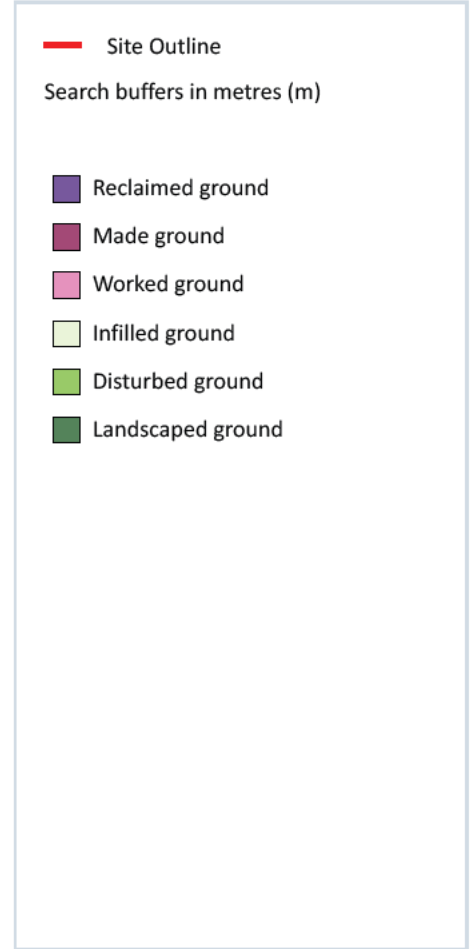 Site Outline
Search buffers in metres (m)
Reclaimed ground
Made ground
Worked ground
Infilled ground
Disturbed ground
Landscaped ground